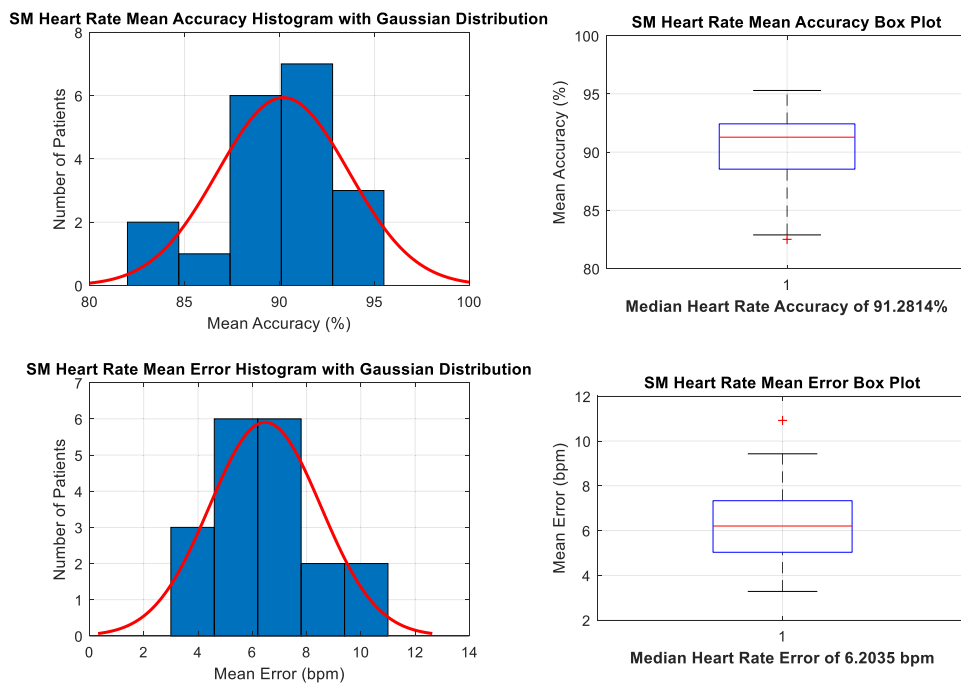 SM Heart Rate Mean Accuracy Histogram with Gaussian Distribution
8
6
4
2
0
Number of Patients
80 85 90 95 100
Mean Accuracy (%)
SM Heart Rate Mean Accuracy Box Plot
100
95
90
85
80
Mean Accuracy (%)
1
Median Heart Rate Accuracy of 91.2814%
SM Heart Rate Mean Error Histogram with Gaussian Distribution
7
6
5
4
3
2
1
0
Number of Patients
0 2 4 6 8 10 12 14
Mean Error (bpm)
SM Heart Rate Mean Error Box Plot
12
10
8
6
4
2
Mean Error (bpm)
1
Median Heart Rate Error of 6.2035 bpm